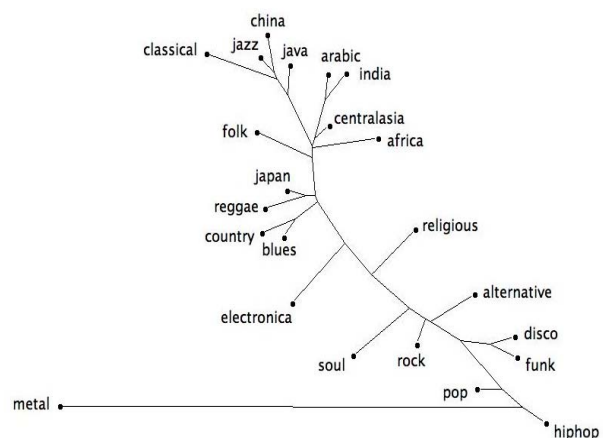 china
jazz
classical
java
arabic
india
centralasia
folk
africa
japan
reggae
country
blues
religious
electronica
alternative
disco
soul
rock
funk
pop
metal
hiphop